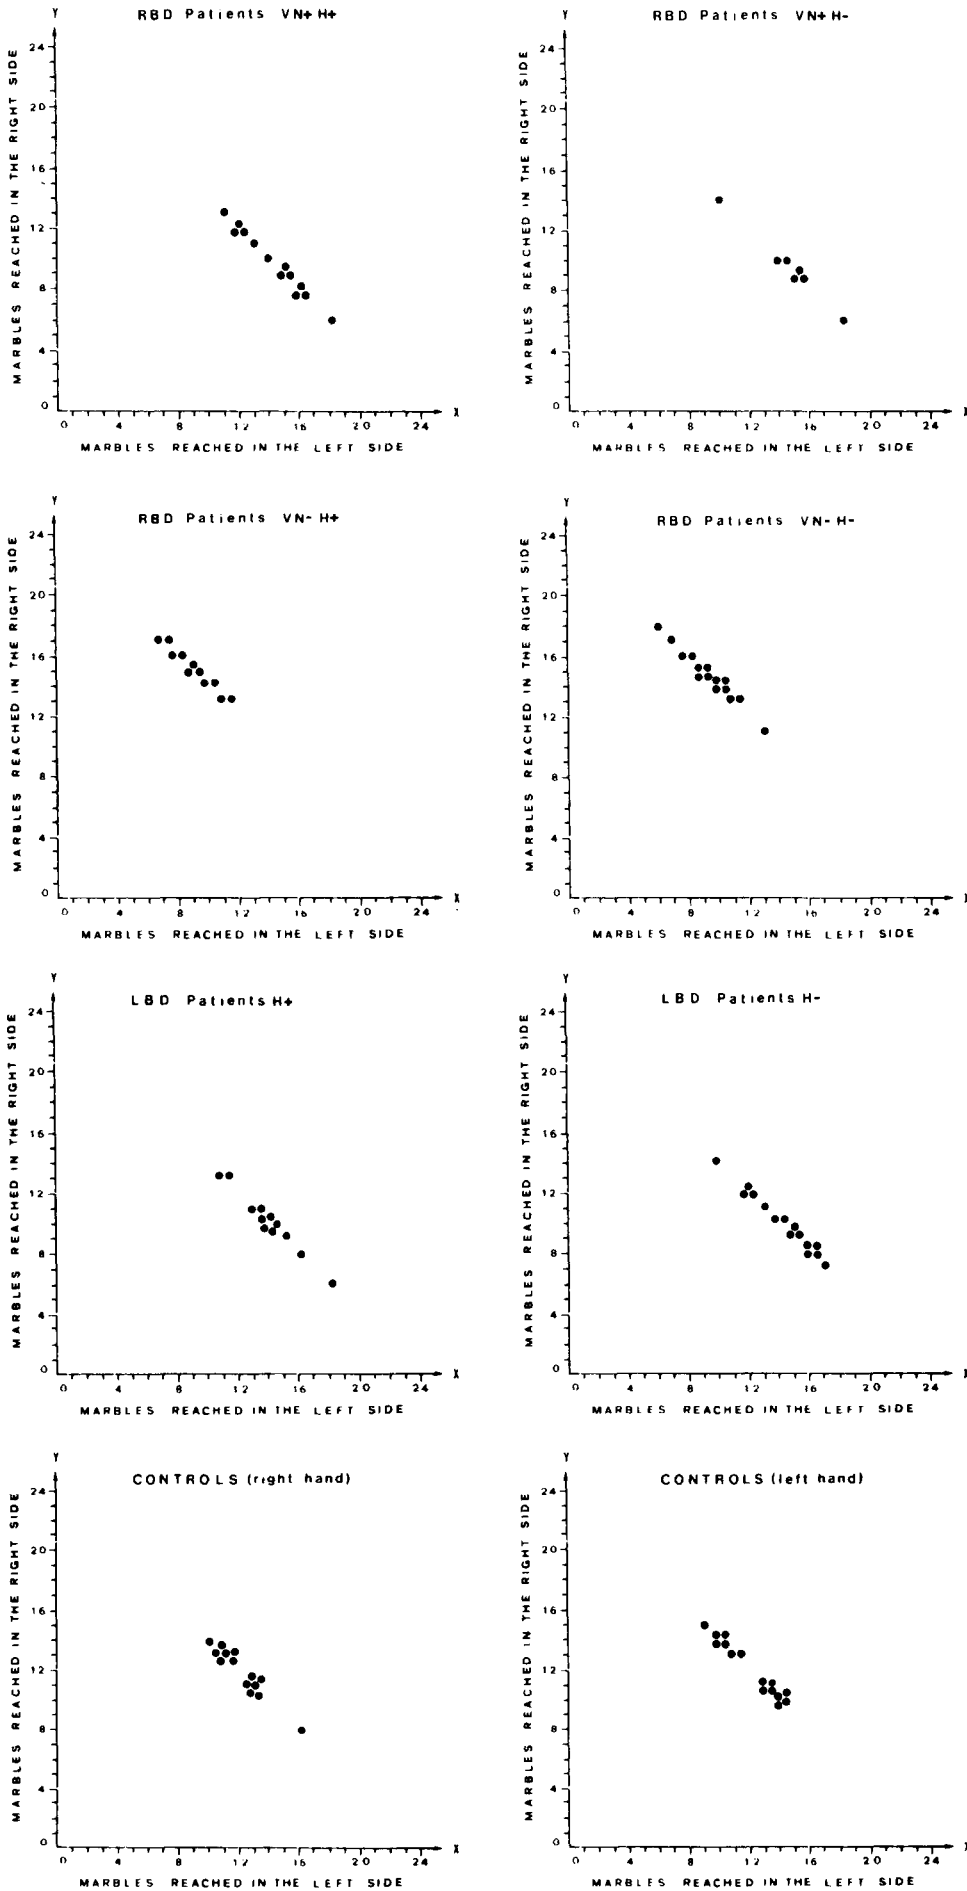 RBD Patients VN+ H+
Y
MARBLES REACHED IN THE RIGHT SIDE
24
20
16
12
8
4
0
0 4 8 12 16 20 24 X
MARBLES REACHED IN THE LEFT SIDE
RBD Patients VN+ H-
Y
MARBLES REACHED IN THE RIGHT SIDE
24
20
16
12
8
4
0
0 4 8 12 16 20 24
MARBLES REACHED IN THE LEFT SIDE
RBD Patients VN- H+
Y
MARBLES REACHED IN THE RIGHT SIDE
24
20
16
12
8
4
0
0 4 8 12 16 20 24 X
MARBLES REACHED IN THE LEFT SIDE
RBD Patients VN- H-
Y
MARBLES REACHED IN THE RIGHT SIDE
24
20
16
12
8
4
0
0 4 8 12 16 20 24
MARBLES REACHED IN THE LEFT SIDE
LBD Patients H+
Y
MARBLES REACHED IN THE RIGHT SIDE
24
20
16
12
8
4
0
0 4 8 12 16 20 24 X
MARBLES REACHED IN THE LEFT SIDE
LBD Patients H-
Y
MARBLES REACHED IN THE RIGHT SIDE
24
20
16
12
8
4
0
0 4 8 12 16 20 24
MARBLES REACHED IN THE LEFT SIDE
CONTROLS (right hand)
Y
MARBLES REACHED IN THE RIGHT SIDE
24
20
16
12
8
4
0
0 4 8 12 16 20 24 X
MARBLES REACHED IN THE LEFT SIDE
CONTROLS (left hand)
Y
MARBLES REACHED IN THE RIGHT SIDE
24
20
16
12
8
4
0
0 4 8 12 16 20 24
MARBLES REACHED IN THE LEFT SIDE